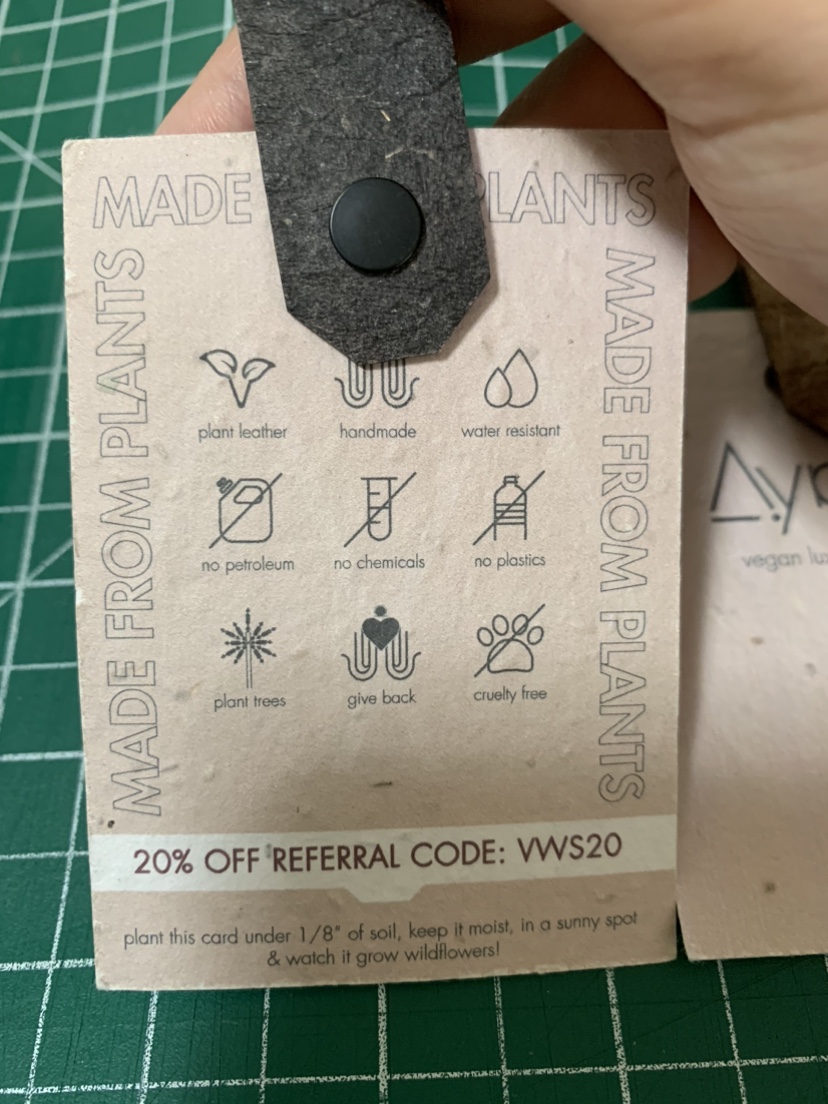 MADE PLANTS
MADE FROM PLANTS
MADE FROM PLANTS
plant leather
handmade
water resistant
no petroleum
no chemicals
no plastics
plant trees
give back
cruelty free
20% OFF REFERRAL CODE: VWS20
plant this card under 1/8" of soil, keep it moist, in a sunny spot
& watch it grow wildflowers!
vegan